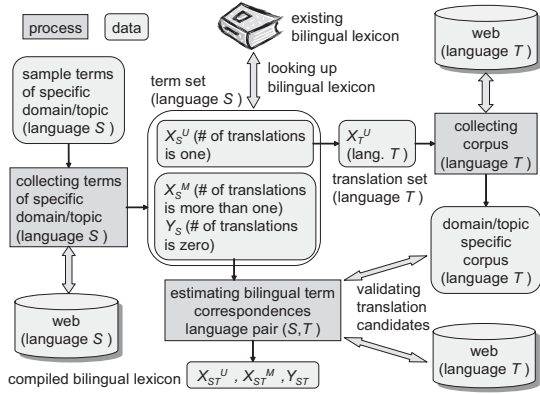 process
data
existing
bilingual lexicon
web
(language T)
sample terms
of specific
domain/topic
(language S)
term set
(language S)
looking up
bilingual lexicon
X_S^U (# of translations
is one)
X_T^U
(lang. T)
collecting
corpus
(language T)
translation set
(language T)
collecting terms
of specific
domain/topic
(language S)
X_S^M (# of translations
is more than one)
Y_S (# of translations
is zero)
domain/topic
specific
corpus
(language T)
web
(language S)
estimating bilingual term
correspondences
language pair (S,T)
validating
translation
candidates
web
(language T)
compiled bilingual lexicon
X_ST^U , X_ST^M , Y_ST